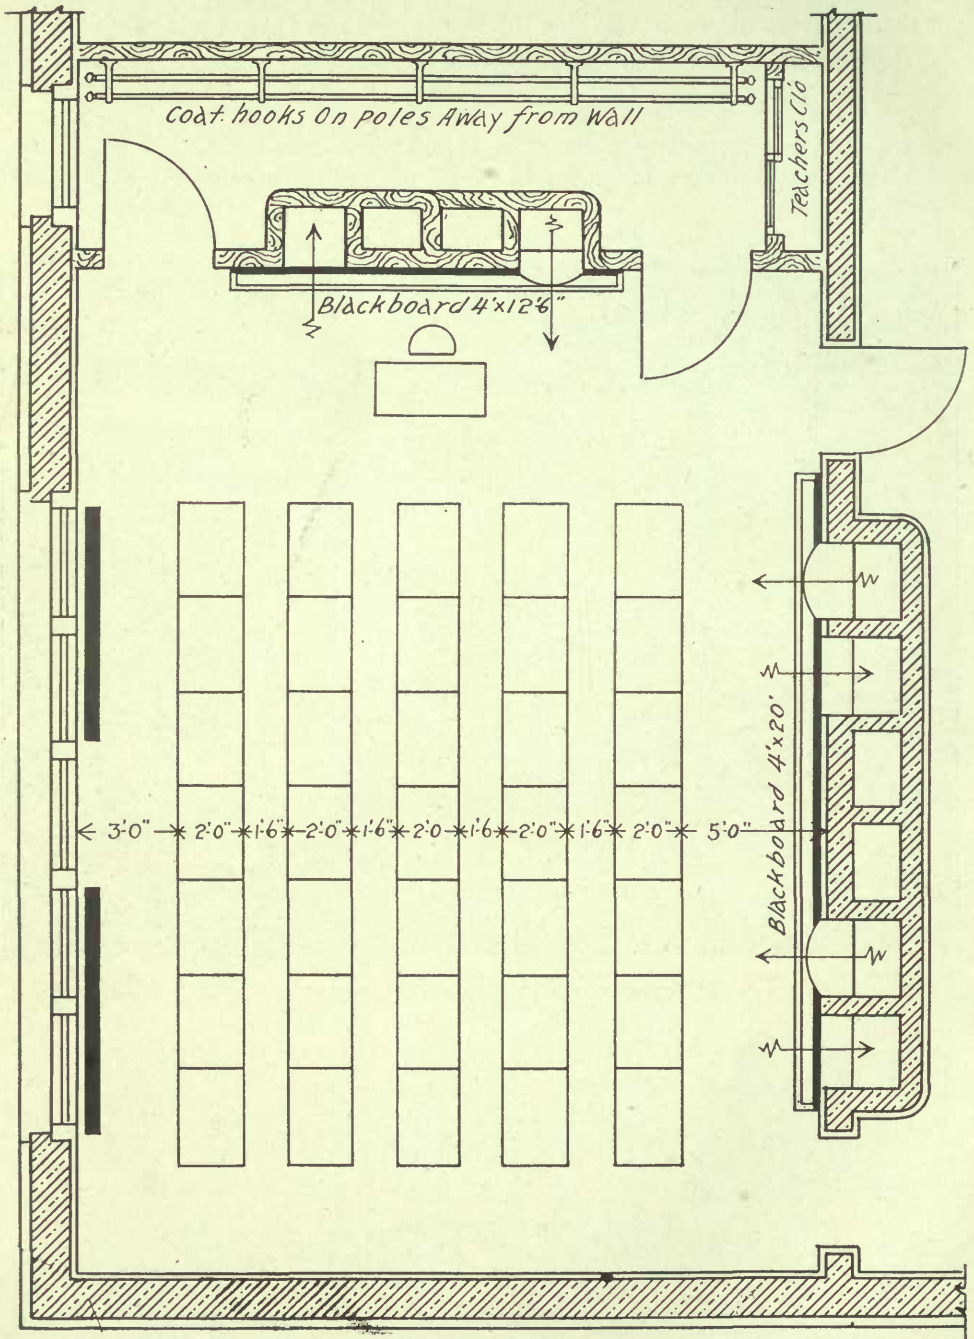 Coat hooks On poles Away from Wall
Teachers Clo
Blackboard 4'x12'6"
Blackboard 4'x20'
3'0" 2'0" 1'6" 2'0" 1'6" 2'0 1'6 2'0" 1'6" 2'0" 5'0"